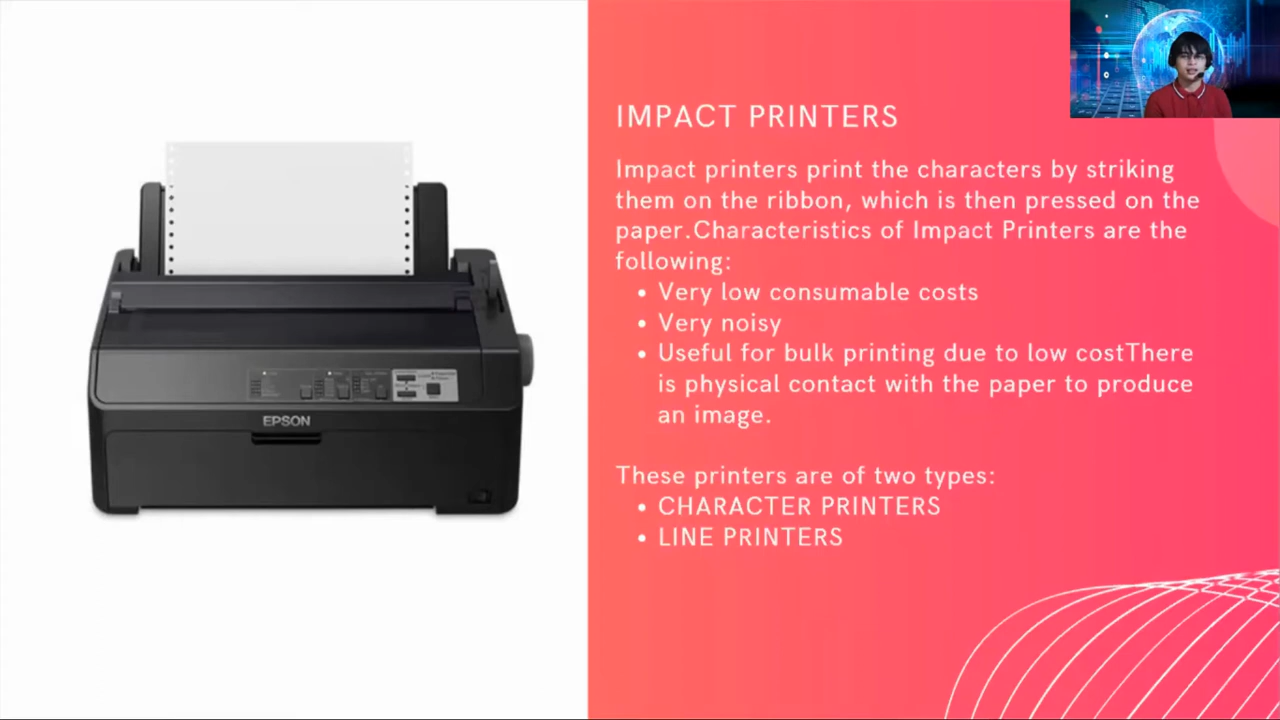 IMPACT PRINTERS
Impact printers print the characters by striking
them on the ribbon, which is then pressed on the
paper.Characteristics of Impact Printers are the
following:
• Very low consumable costs
• Very noisy
• Useful for bulk printing due to low costThere
is physical contact with the paper to produce
an image.
These printers are of two types:
• CHARACTER PRINTERS
• LINE PRINTERS
EPSON